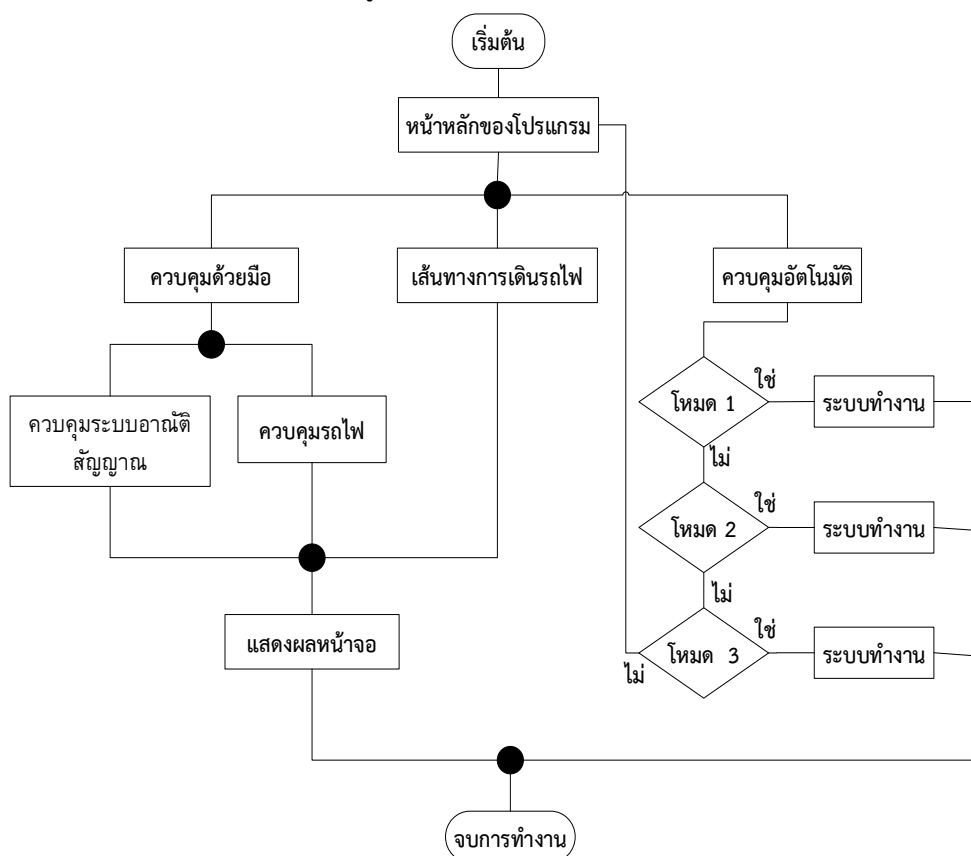 เริ่มต้น
หน้าหลักของโปรแกรม
ควบคุมด้วยมือ
เส้นทางการเดินรถไฟ
ควบคุมอัตโนมัติ
ควบคุมระบบอาณัติ
สัญญาณ
ควบคุมรถไฟ
โหมด 1
ใช่
ระบบทำงาน
ไม่
โหมด 2
ใช่
ระบบทำงาน
ไม่
แสดงผลหน้าจอ
โหมด 3
ใช่
ระบบทำงาน
ไม่
จบการทำงาน